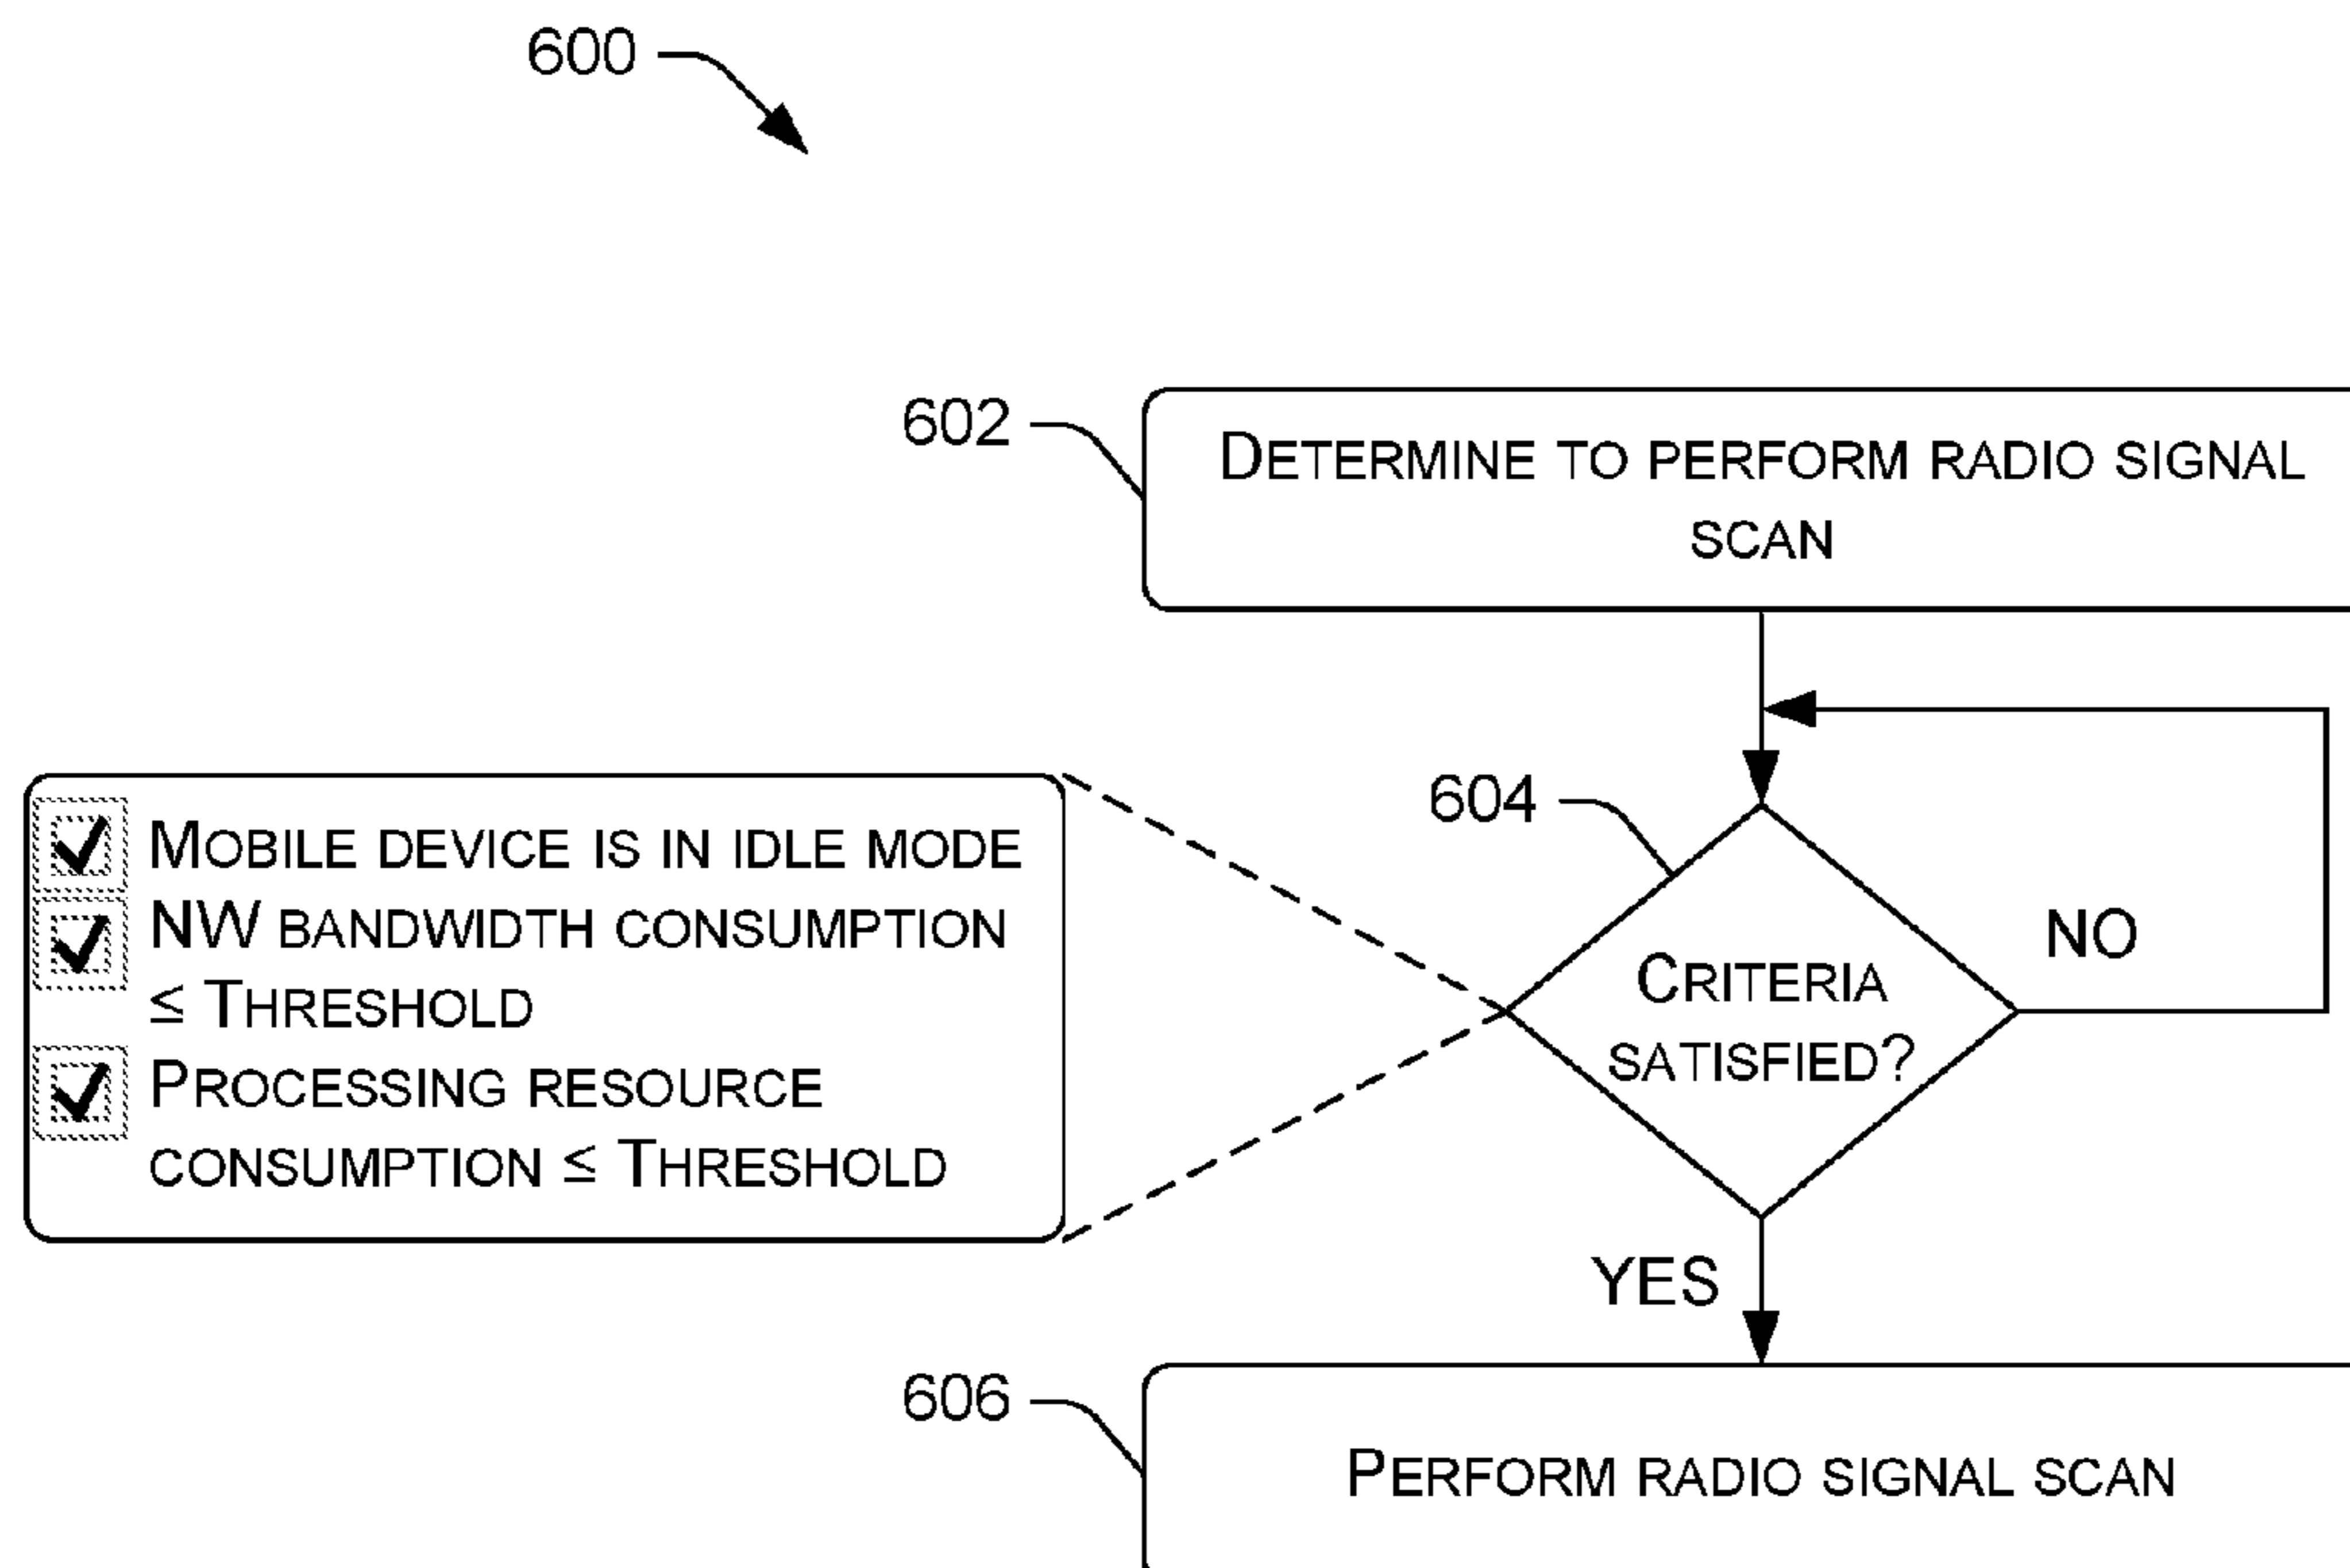 600
602
DETERMINE TO PERFORM RADIO SIGNAL
SCAN
MOBILE DEVICE IS IN IDLE MODE
NW BANDWIDTH CONSUMPTION
≤ THRESHOLD
PROCESSING RESOURCE
CONSUMPTION ≤ THRESHOLD
604
CRITERIA
SATISFIED?
NO
YES
606
PERFORM RADIO SIGNAL SCAN